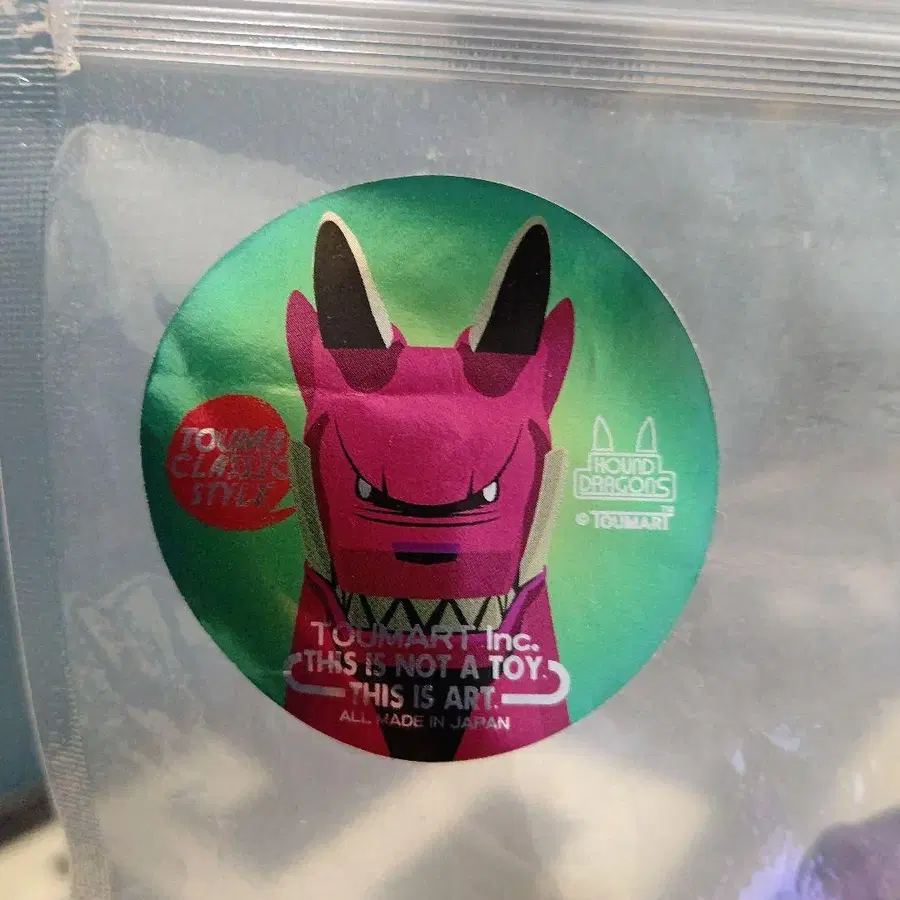 TOUMA
CLASSIC
STYLE
HOUND
DRAGONS
TM
© TOUMART
TOUMART Inc.
THIS IS NOT A TOY.
THIS IS ART.
ALL MADE IN JAPAN